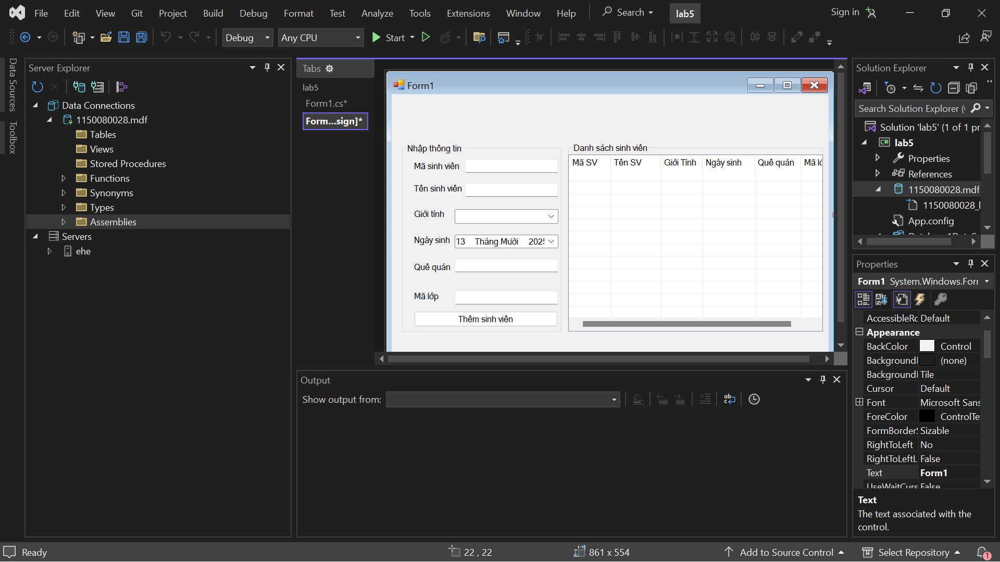 File Edit View Git Project Build Debug Format Test Analyze Tools Extensions Window Help Search lab5 Sign in
Debug Any CPU Start
Data Sources
Toolbox
Server Explorer
Data Connections
1150080028.mdf
Tables
Views
Stored Procedures
Functions
Synonyms
Types
Assemblies
Servers
ehe
Tabs
lab5
Form1.cs*
Form...sign]*
Form1
Nhập thông tin
Mã sinh viên
Tên sinh viên
Giới tính
Ngày sinh 13 Tháng Mười 2025
Quê quán
Mã lớp
Thêm sinh viên
Danh sách sinh viên
Mã SV Tên SV Giới Tính Ngày sinh Quê quán Mã
Output
Show output from:
Solution Explorer
Search Solution Explorer (
Solution 'lab5' (1 of 1 pr
C# lab5
Properties
References
1150080028.mdf
1150080028_l
App.config
Properties
Form1 System.Windows.Forr
AccessibleRo Default
Appearance
BackColor Control
Background (none)
Background Tile
Cursor Default
Font Microsoft Sans
ForeColor ControlTe
FormBorderS Sizable
RightToLeft No
RightToLeftL False
Text Form1
UseWaitCurs False
Text
The text associated with the
control.
Ready 22 , 22 861 x 554 Add to Source Control Select Repository 1